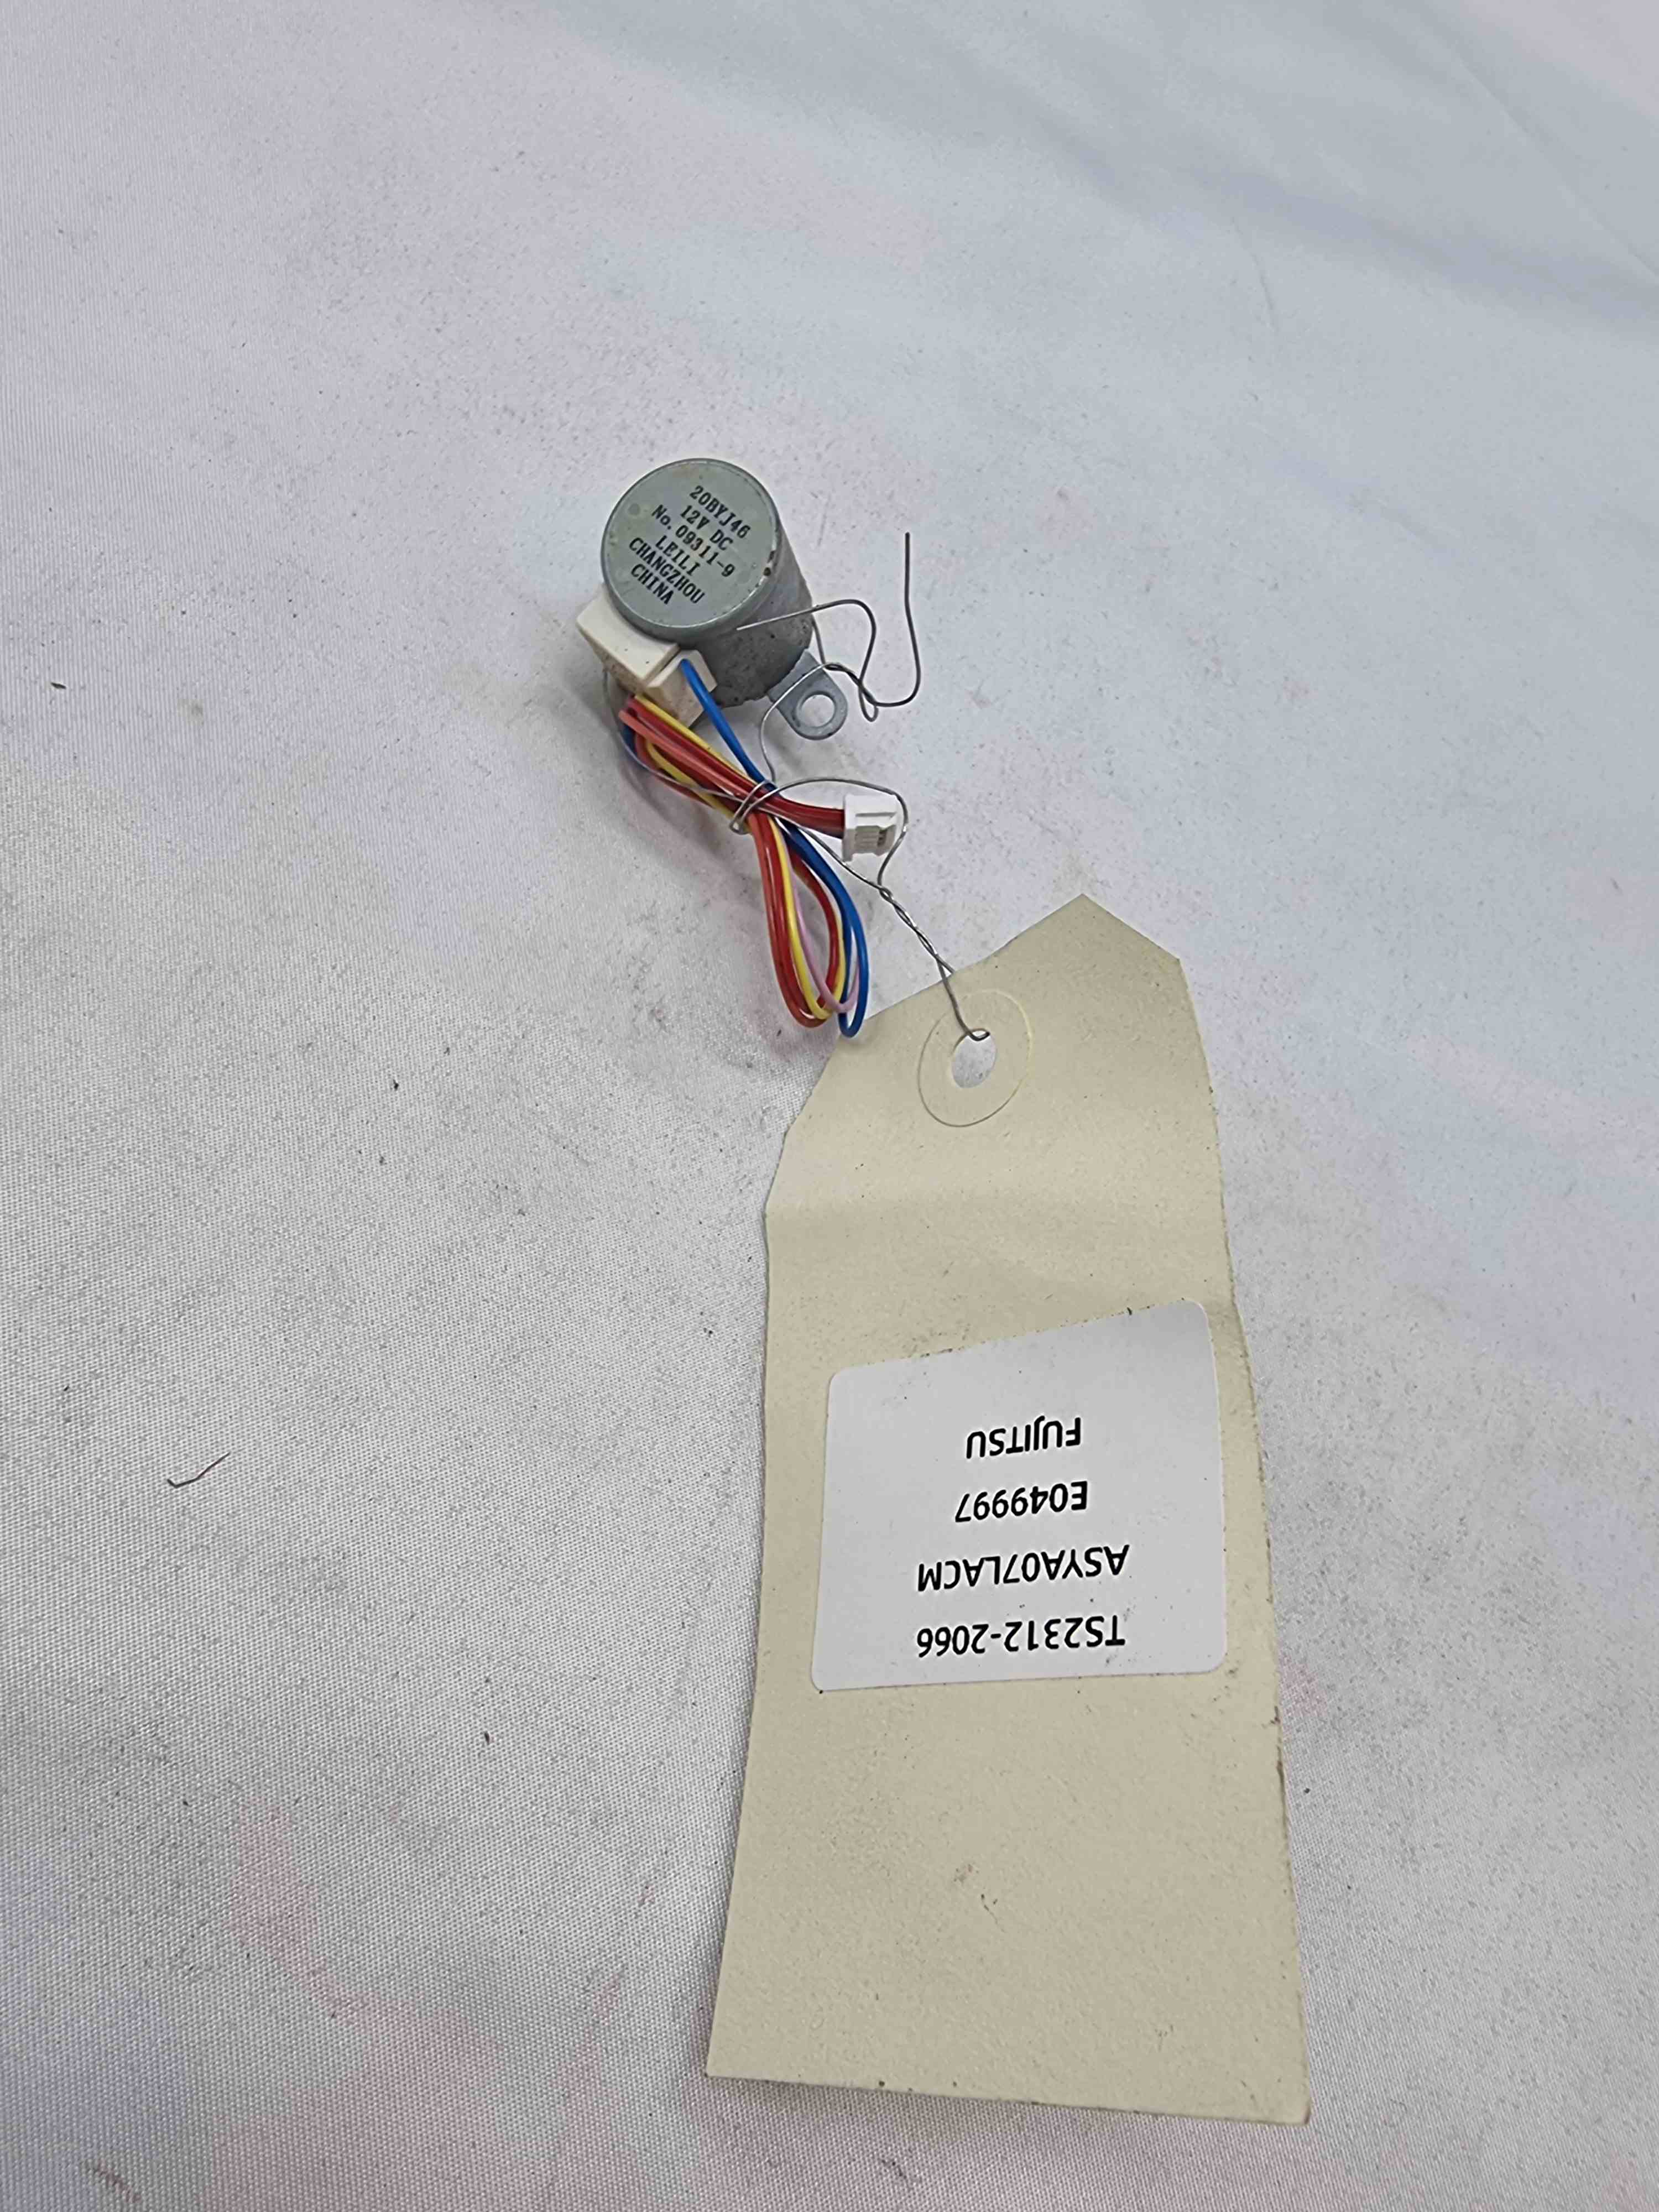 20BYJ46
12V DC
No. 09311-9
LEILI
CHANGZHOU
CHINA
TS2312-2066
ASYA07LACM
E049997
FUJITSU